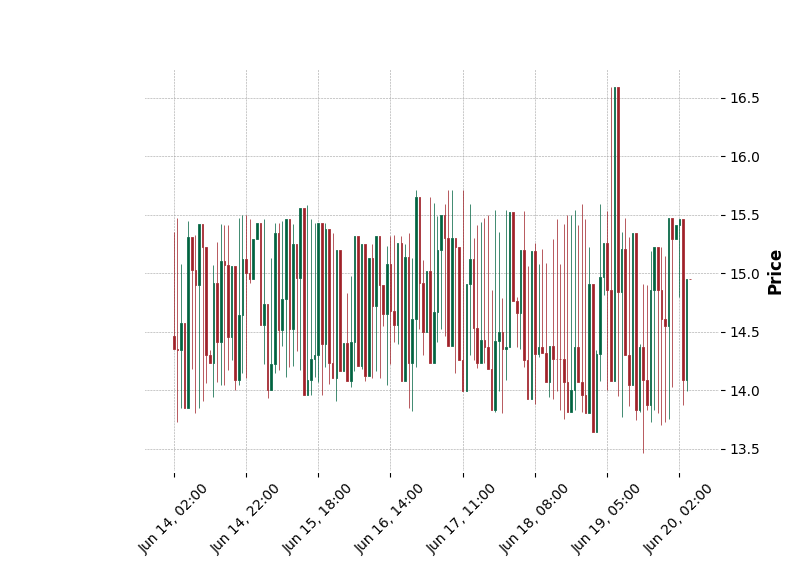 16.5
16.0
15.5
15.0
14.5
14.0
13.5
Price
Jun 14, 02:00
Jun 14, 22:00
Jun 15, 18:00
Jun 16, 14:00
Jun 17, 11:00
Jun 18, 08:00
Jun 19, 05:00
Jun 20, 02:00